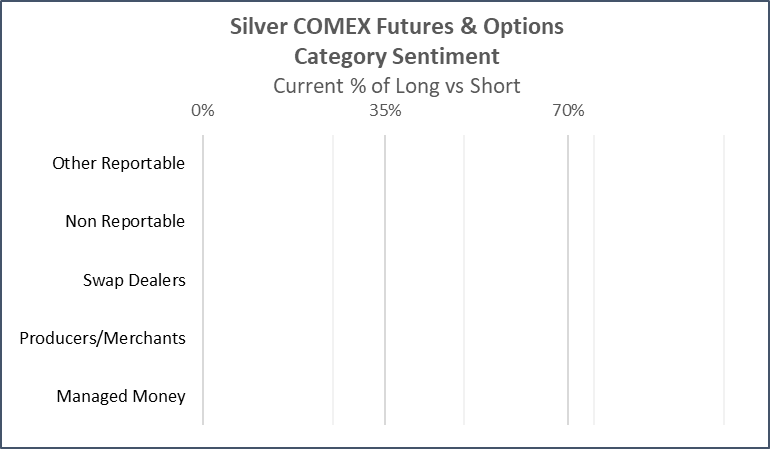 Silver COMEX Futures & Options
Category Sentiment
Current % of Long vs Short
0% 35% 70%
Other Reportable
Non Reportable
Swap Dealers
Producers/Merchants
Managed Money